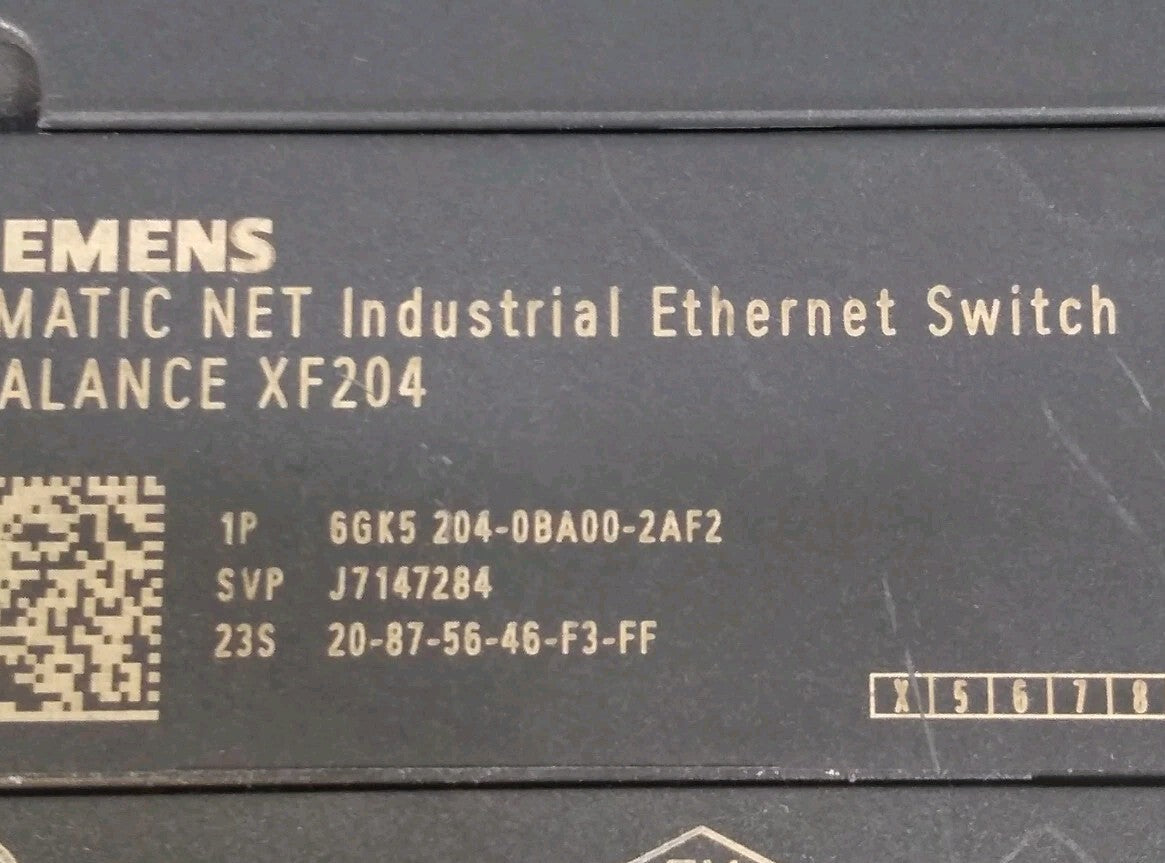 EMENS
MATIC NET Industrial Ethernet Switch
ALANCE XF204
1P 6GK5 204-0BA00-2AF2
SVP J7147284
23S 20-87-56-46-F3-FF
X 5 6 7 8